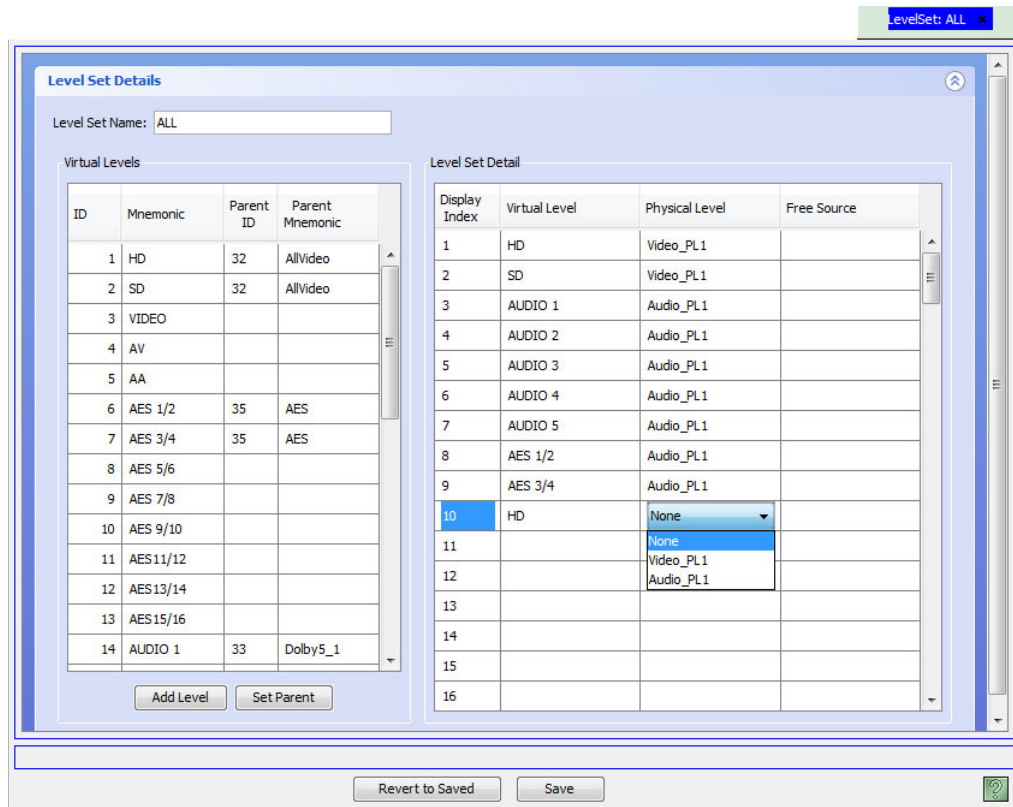 LevelSet: ALL ×
Level Set Details
Level Set Name: ALL
Virtual Levels
ID Mnemonic Parent ID Parent Mnemonic
1 HD 32 AllVideo
2 SD 32 AllVideo
3 VIDEO
4 AV
5 AA
6 AES 1/2 35 AES
7 AES 3/4 35 AES
8 AES 5/6
9 AES 7/8
10 AES 9/10
11 AES11/12
12 AES13/14
13 AES15/16
14 AUDIO 1 33 Dolby5_1
Add Level Set Parent
Level Set Detail
Display Index Virtual Level Physical Level Free Source
1 HD Video_PL1
2 SD Video_PL1
3 AUDIO 1 Audio_PL1
4 AUDIO 2 Audio_PL1
5 AUDIO 3 Audio_PL1
6 AUDIO 4 Audio_PL1
7 AUDIO 5 Audio_PL1
8 AES 1/2 Audio_PL1
9 AES 3/4 Audio_PL1
10 HD None
None
Video_PL1
Audio_PL1
11
12
13
14
15
16
Revert to Saved Save ?